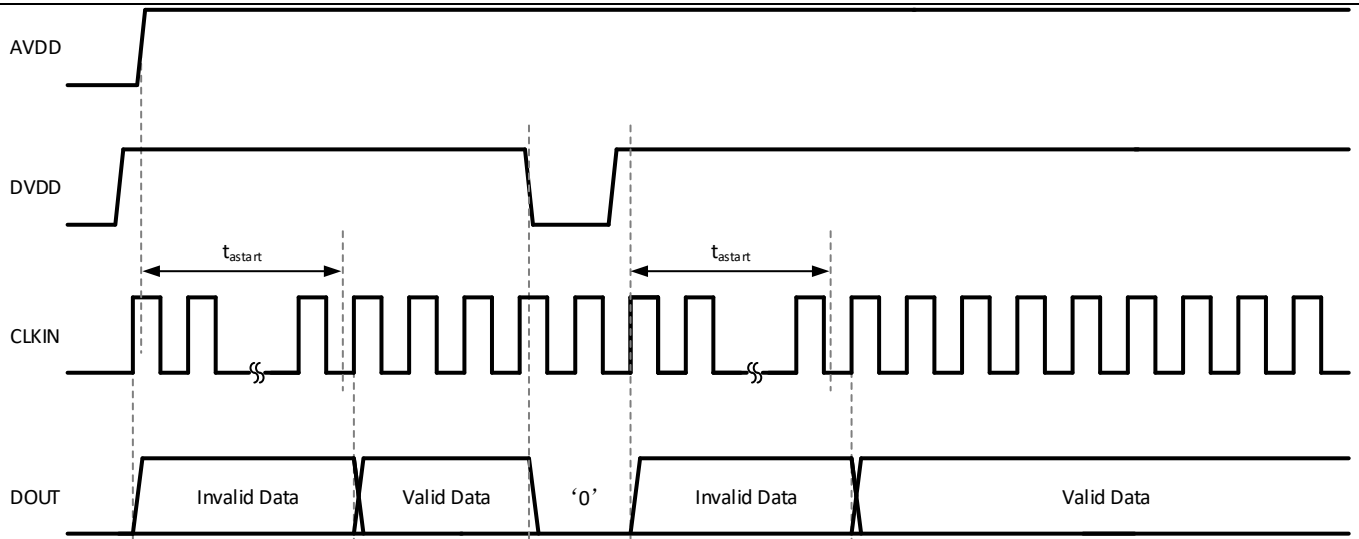 AVDD
DVDD
tastart tastart
CLKIN
DOUT Invalid Data Valid Data ‘0’ Invalid Data Valid Data